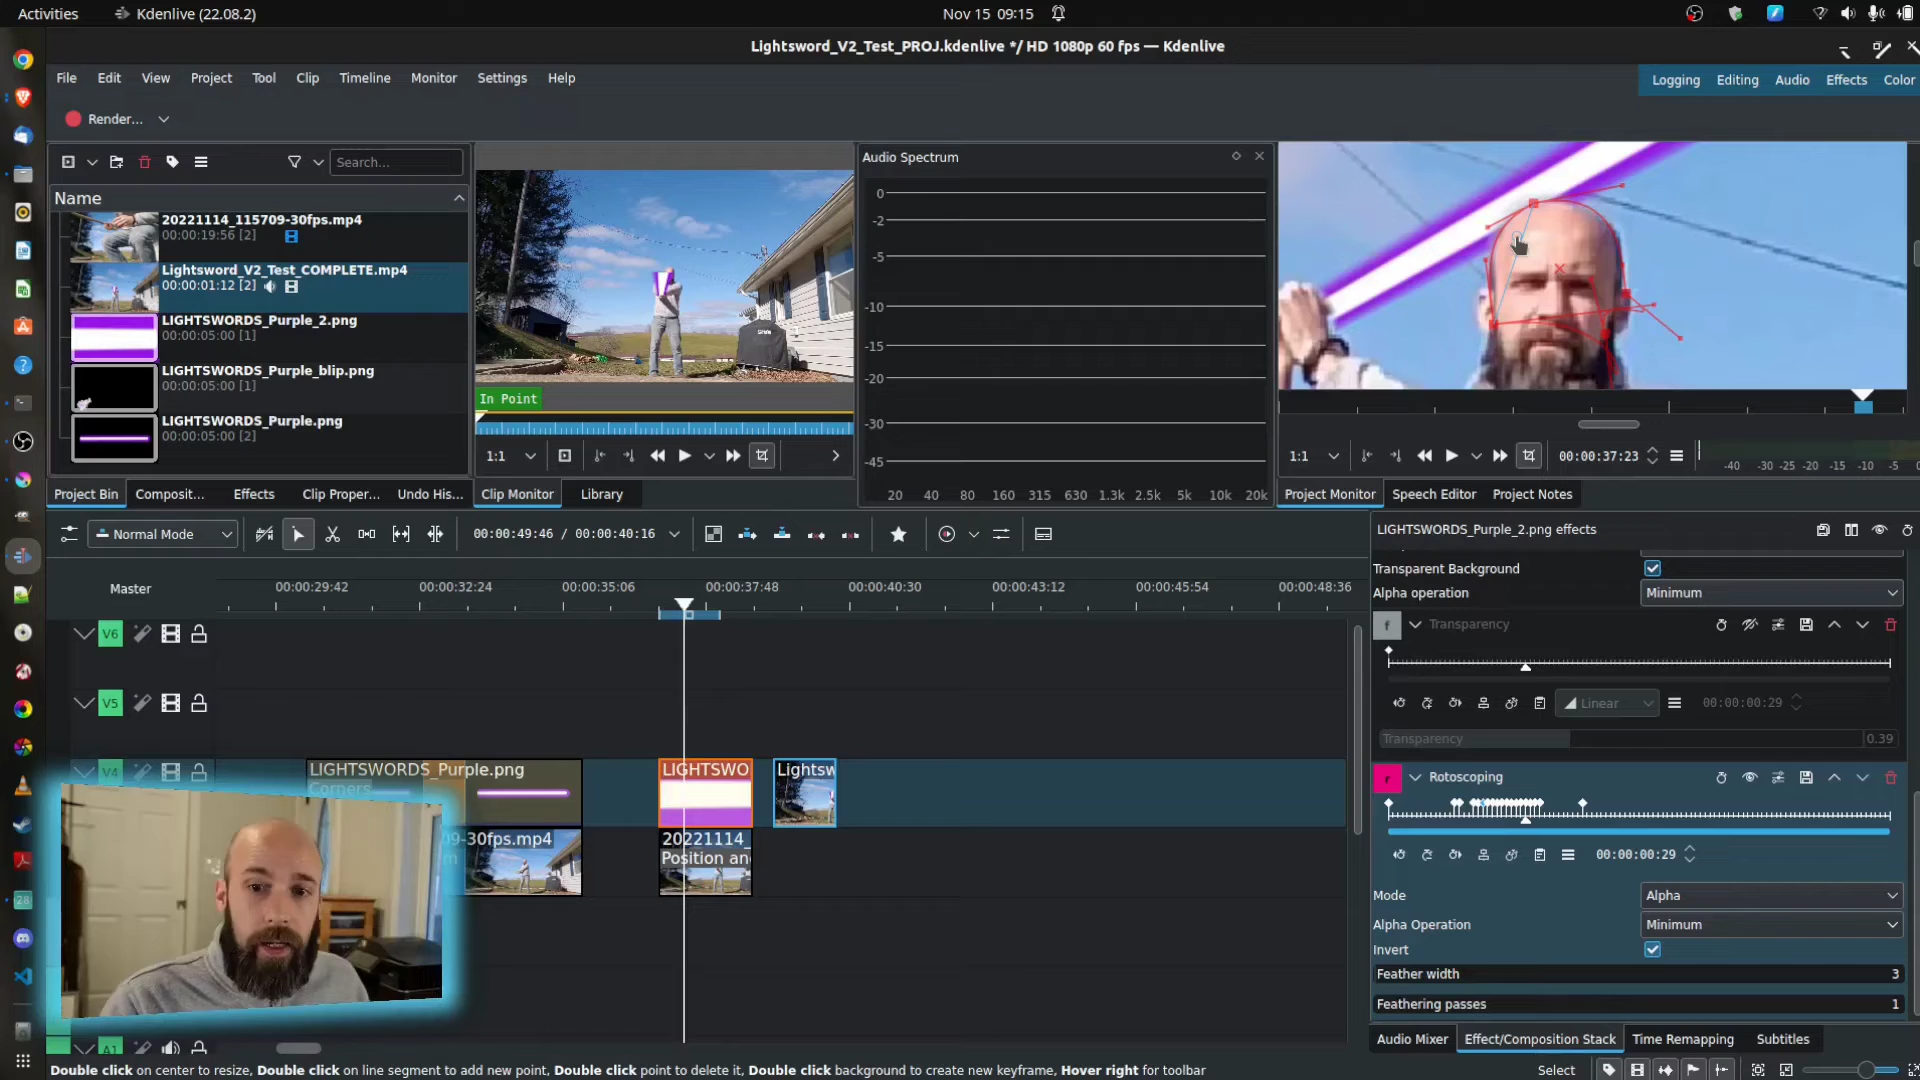 Activities
Kdenlive (22.08.2)
Nov 15 09:15
Lightsword_V2_Test_PROJ.kdenlive */ HD 1080p 60 fps — Kdenlive
File Edit View Project Tool Clip Timeline Monitor Settings Help
Logging Editing Audio Effects Color
Render...
Search...
Name
20221114_115709-30fps.mp4
00:00:19:56 [2]
Lightsword_V2_Test_COMPLETE.mp4
00:00:01:12 [2]
LIGHTSWORDS_Purple_2.png
00:00:05:00 [1]
LIGHTSWORDS_Purple_blip.png
00:00:05:00 [1]
LIGHTSWORDS_Purple.png
00:00:05:00 [2]
Project Bin Composit... Effects Clip Proper... Undo His...
In Point
1:1
Clip Monitor Library
Audio Spectrum
0
-2
-5
-10
-15
-20
-30
-45
20 40 80 160 315 630 1.3k 2.5k 5k 10k 20k
1:1
00:00:37:23
-40 -30 -25 -20 -15 -10 -5 0
Project Monitor Speech Editor Project Notes
Normal Mode
00:00:49:46 / 00:00:40:16
Master
00:00:29:42 00:00:32:24 00:00:35:06 00:00:37:48 00:00:40:30 00:00:43:12 00:00:45:54 00:00:48:36
V6
V5
V4
LIGHTSWORDS_Purple.png
Corners
LIGHTSWO
Lightsw
09-30fps.mp4
20221114_
Position an
A1
LIGHTSWORDS_Purple_2.png effects
Transparent Background
Alpha operation
Minimum
f
Transparency
Linear
00:00:00:29
Transparency
0.39
r
Rotoscoping
00:00:00:29
Mode
Alpha
Alpha Operation
Minimum
Invert
Feather width
3
Feathering passes
1
Audio Mixer Effect/Composition Stack Time Remapping Subtitles
Double click on center to resize, Double click on line segment to add new point, Double click point to delete it, Double click background to create new keyframe, Hover right for toolbar
Select